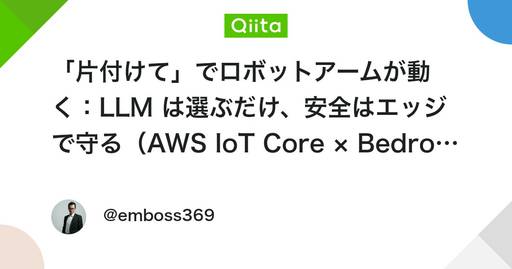 Qiita
「片付けて」でロボットアームが動
く：LLM は選ぶだけ、安全はエッジ
で守る（AWS IoT Core × Bedro…
@emboss369